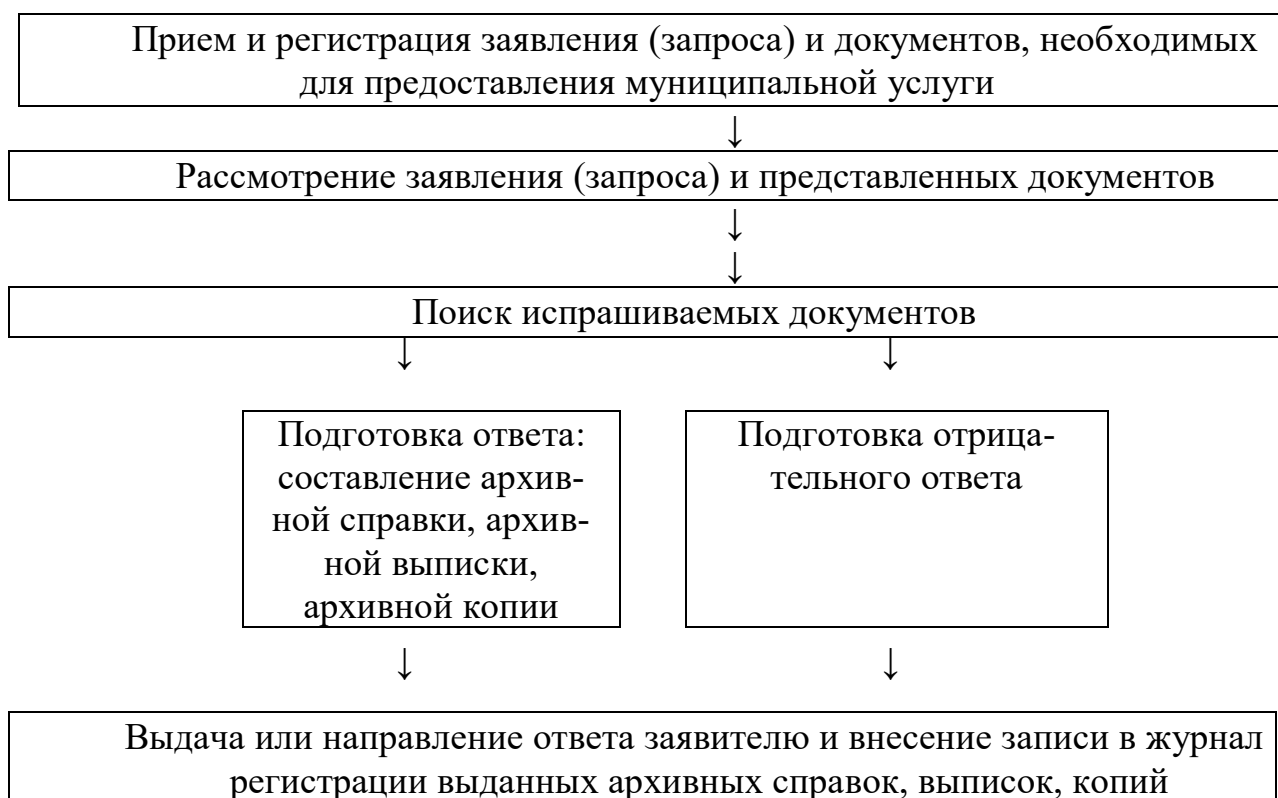 Прием и регистрация заявления (запроса) и документов, необходимых
для предоставления муниципальной услуги
↓
Рассмотрение заявления (запроса) и представленных документов
↓
↓
Поиск испрашиваемых документов
↓ ↓
Подготовка ответа:
составление архив-
ной справки, архив-
ной выписки,
архивной копии
Подготовка отрица-
тельного ответа
↓ ↓
Выдача или направление ответа заявителю и внесение записи в журнал
регистрации выданных архивных справок, выписок, копий